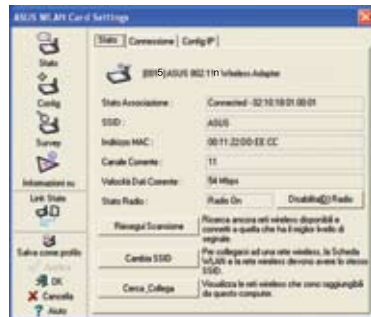 ASUS WLAN Card Settings
Stato Connessione Config IP
Stato
Config
Survey
Informazioni su
Link State
Salva come profilo
Applica
OK
Cancella
Aiuto
[0015]ASUS 802.11n Wireless Adapter
Stato Associazione : Connected - 02:10:18:01:00:01
SSID : ASUS
Indirizzo MAC : 00:11:22:DD:EE:CC
Canale Corrente : 11
Velocità Dati Corrente : 54 Mbps
Stato Radio : Radio On Disabilita(D) Radio
Riesegui Scansione Ricerca ancora reti wireless disponibili e connetti a quella che ha il miglior livello di segnale.
Cambia SSID Per collegarsi ad una rete wireless, la Scheda WLAN e la rete wireless devono avere lo stesso SSID.
Cerca_Collega Visualizza le reti wireless che sono raggiungibili da questo computer.